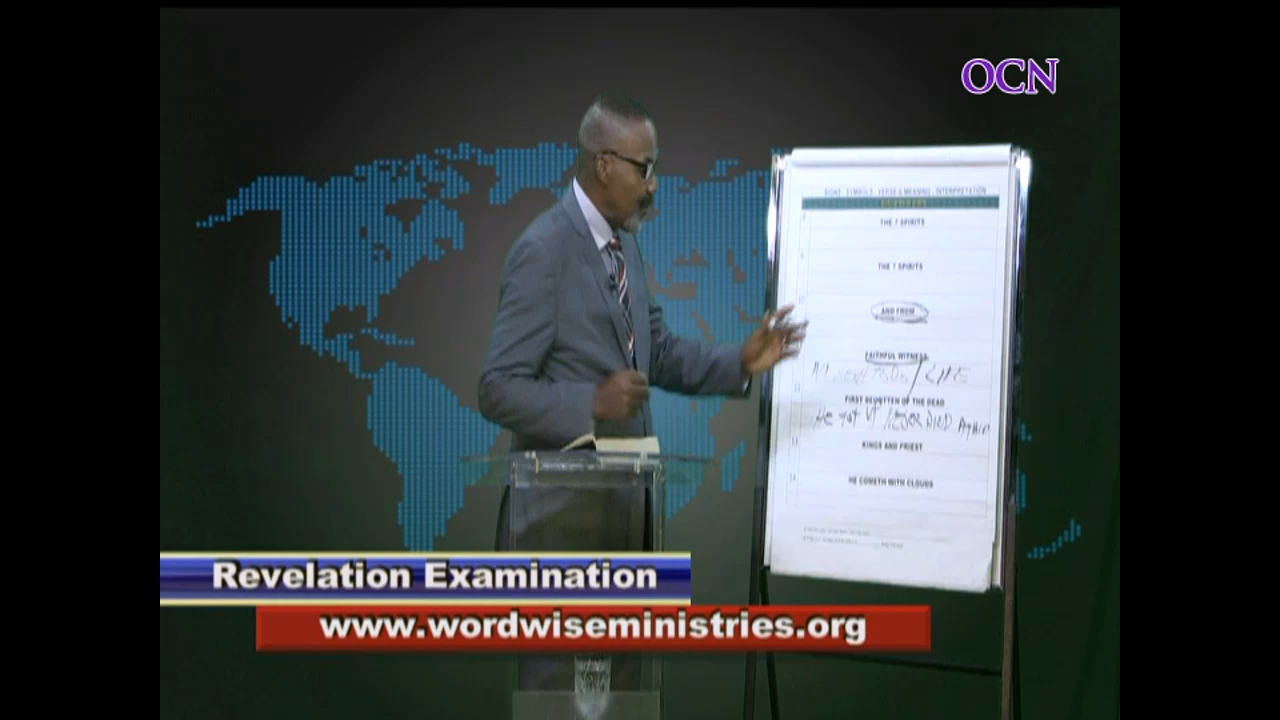 OCN
SIGNS · SYMBOLS · VERSE & MEANING · INTERPRETATION
THE 7 SPIRITS
THE 7 SPIRITS
AND FROM
FAITHFUL WITNESS
LIFE
FIRST BEGOTTEN OF THE DEAD
He got up never DIED Again
KINGS AND PRIEST
HE COMETH WITH CLOUDS
Revelation Examination
www.wordwiseministries.org